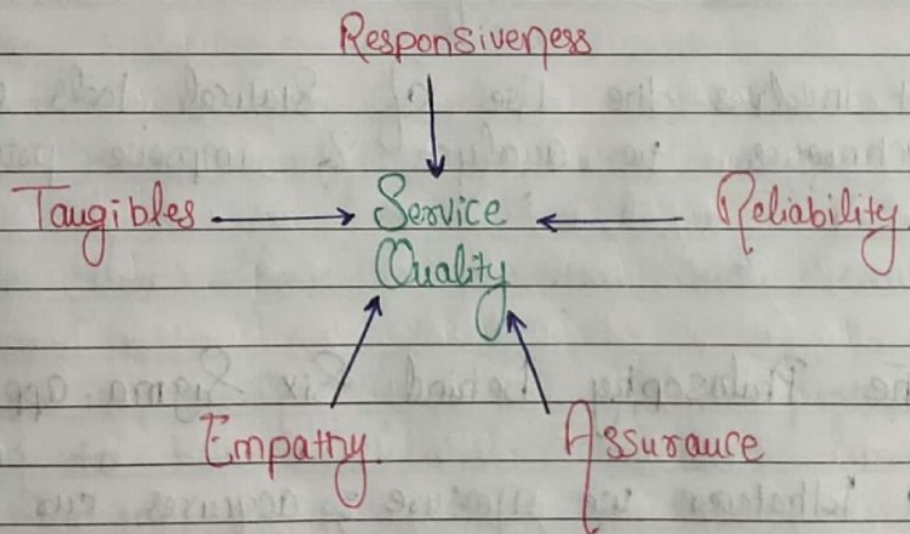 Responsiveness
Tangibles → Service ← Reliability
Quality
Empathy
Assurance